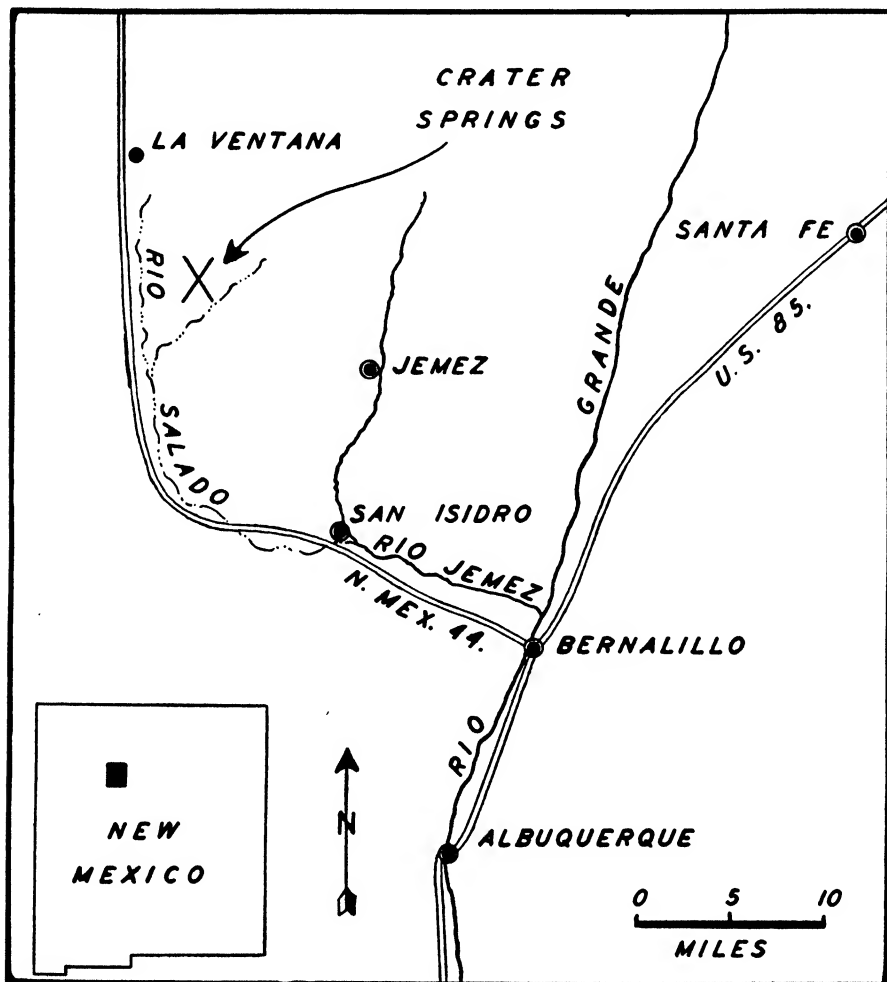 CRATER
SPRINGS
LA VENTANA
SANTA FE
RIO
GRANDE
U.S. 85.
JEMEZ
SALADO
SAN ISIDRO
RIO JEMEZ
N. MEX. 44.
BERNALILLO
RIO
NEW
MEXICO
N
ALBUQUERQUE
0 5 10
MILES